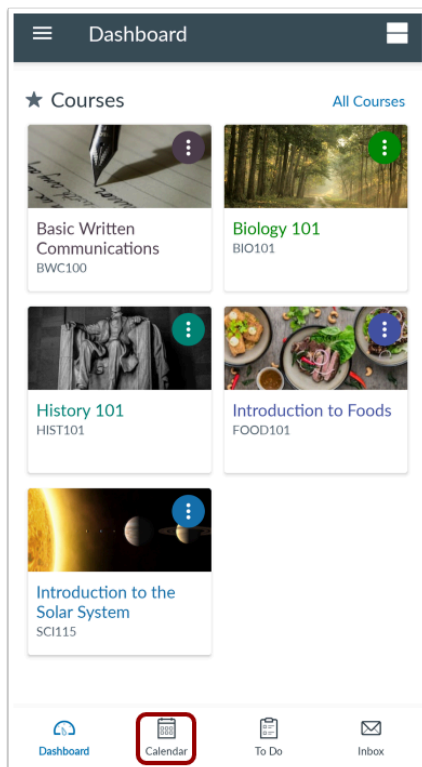 Dashboard
Courses
All Courses
Basic Written
Communications
BWC100
Biology 101
BIO101
History 101
HIST101
Introduction to Foods
FOOD101
Introduction to the
Solar System
SCI115
Dashboard
Calendar
To Do
Inbox